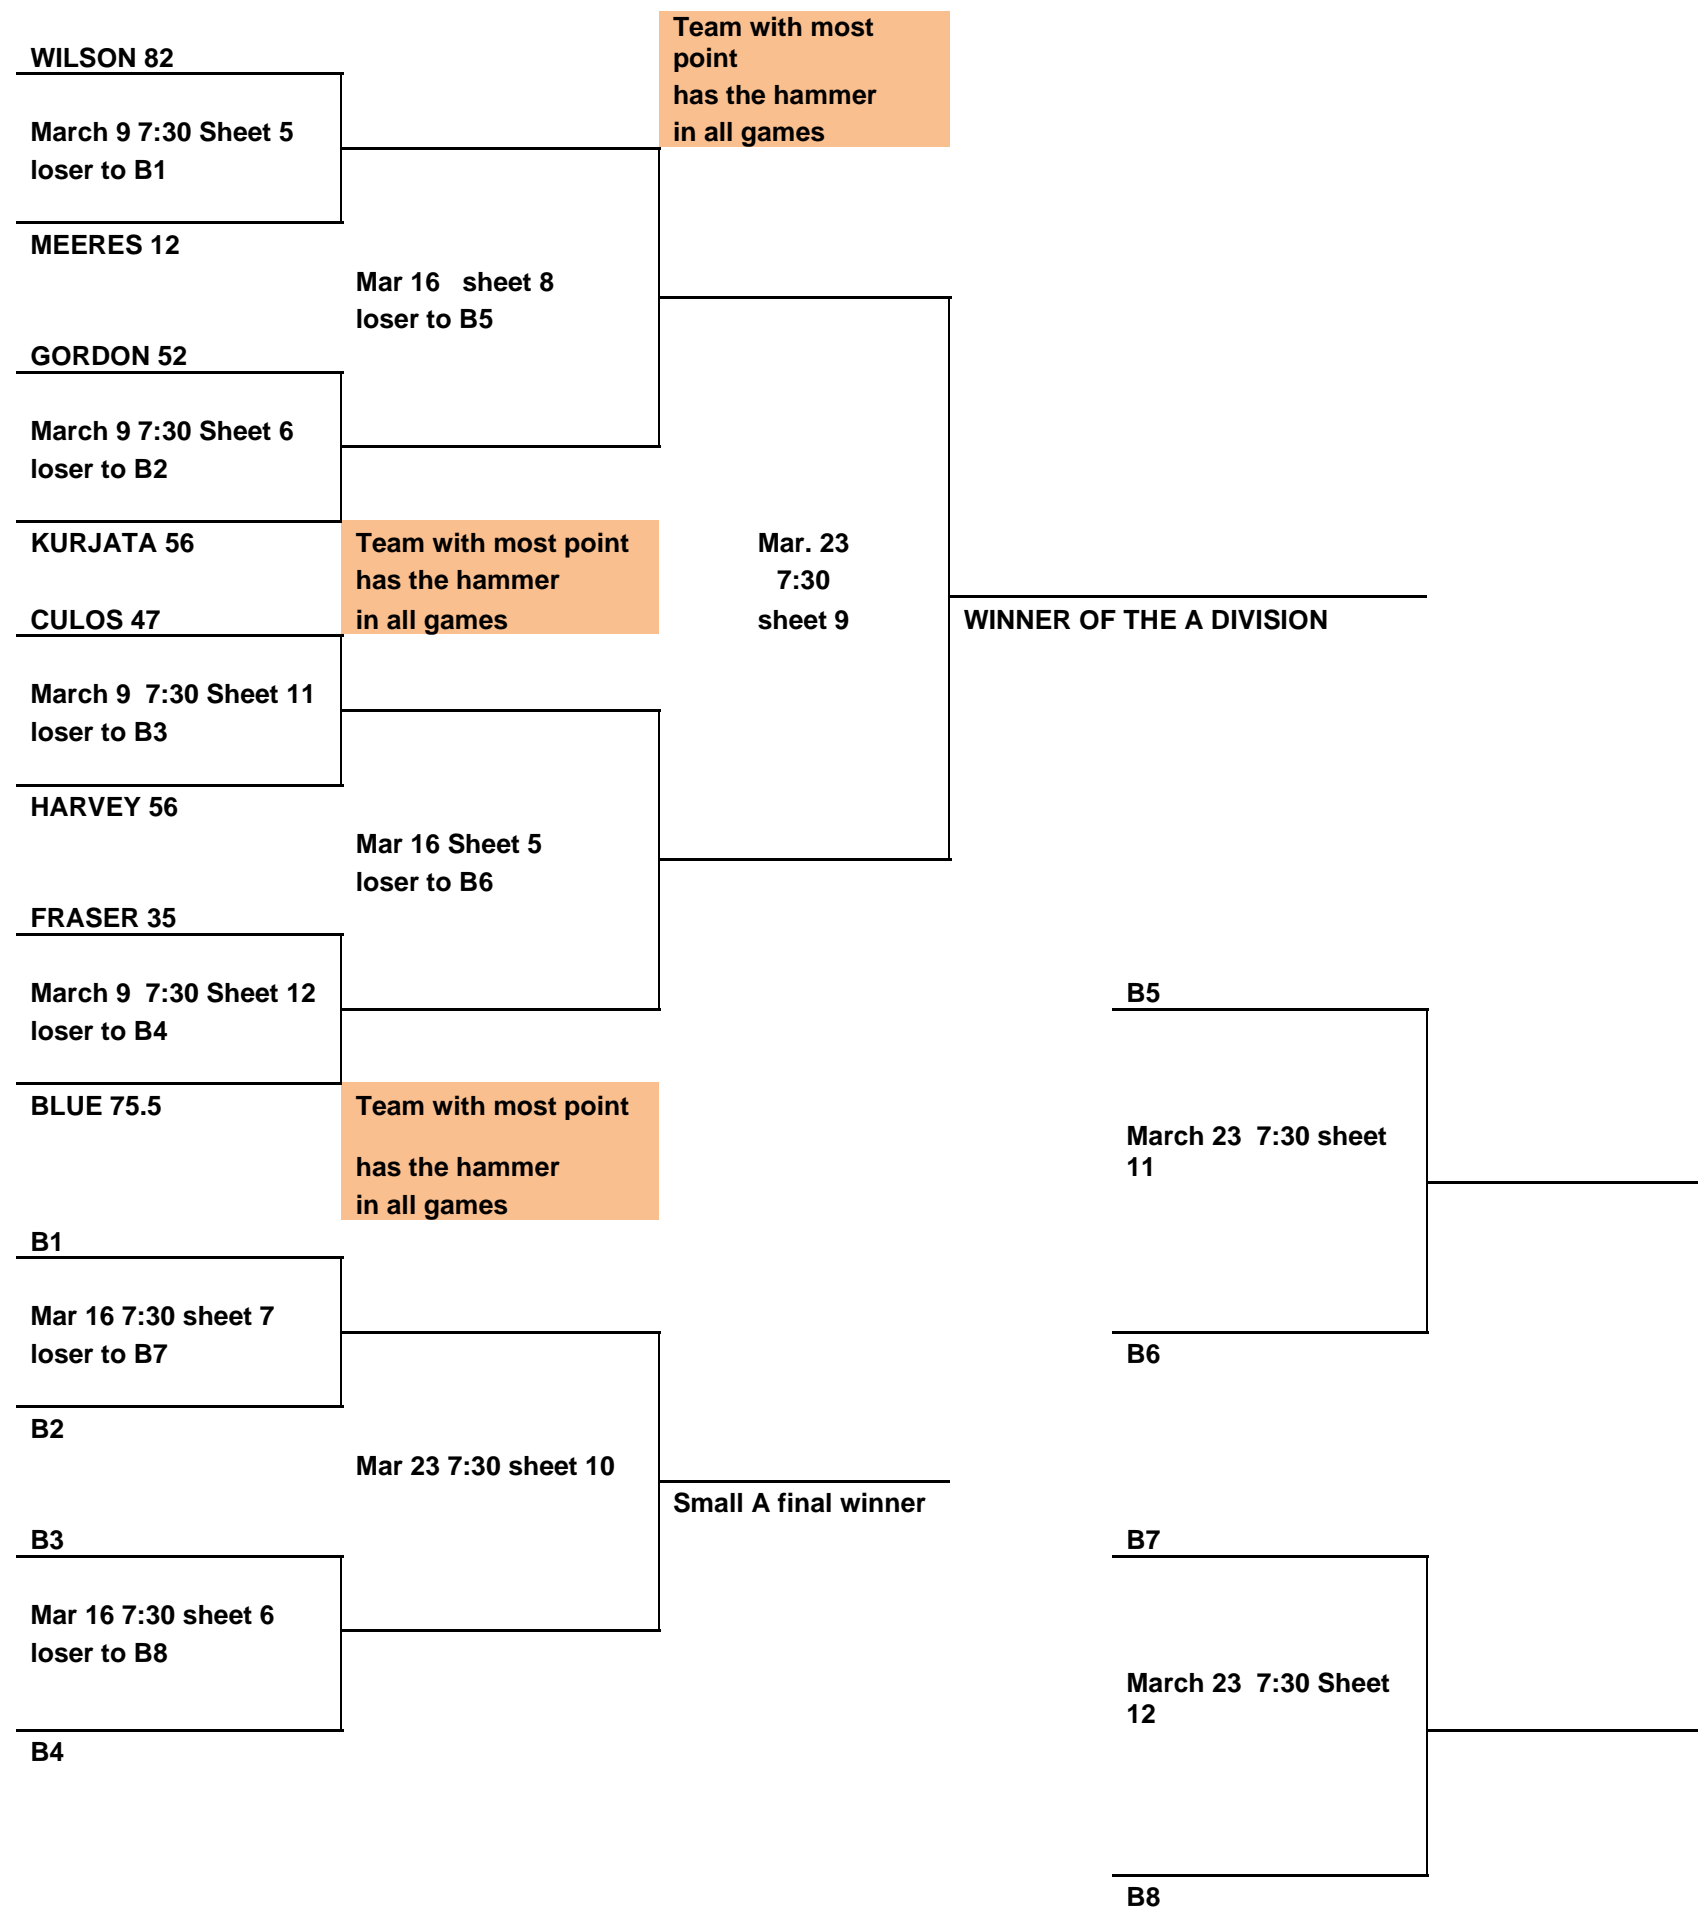 Team with most
point
WILSON 82
has the hammer
March 9 7:30 Sheet 5
in all games
loser to B1
MEERES 12
Mar 16   sheet 8
loser to B5
GORDON 52
March 9 7:30 Sheet 6
loser to B2
KURJATA 56
Team with most point
Mar. 23
has the hammer
7:30
CULOS 47
in all games
sheet 9
WINNER OF THE A DIVISION
March 9  7:30 Sheet 11
loser to B3
HARVEY 56
Mar 16 Sheet 5
loser to B6
FRASER 35
March 9  7:30 Sheet 12
B5
loser to B4
BLUE 75.5
Team with most point
March 23  7:30 sheet
11
has the hammer
in all games
B1
Mar 16 7:30 sheet 7
loser to B7
B6
B2
Mar 23 7:30 sheet 10
Small A final winner
B3
B7
Mar 16 7:30 sheet 6
loser to B8
March 23  7:30 Sheet
12
B4
B8